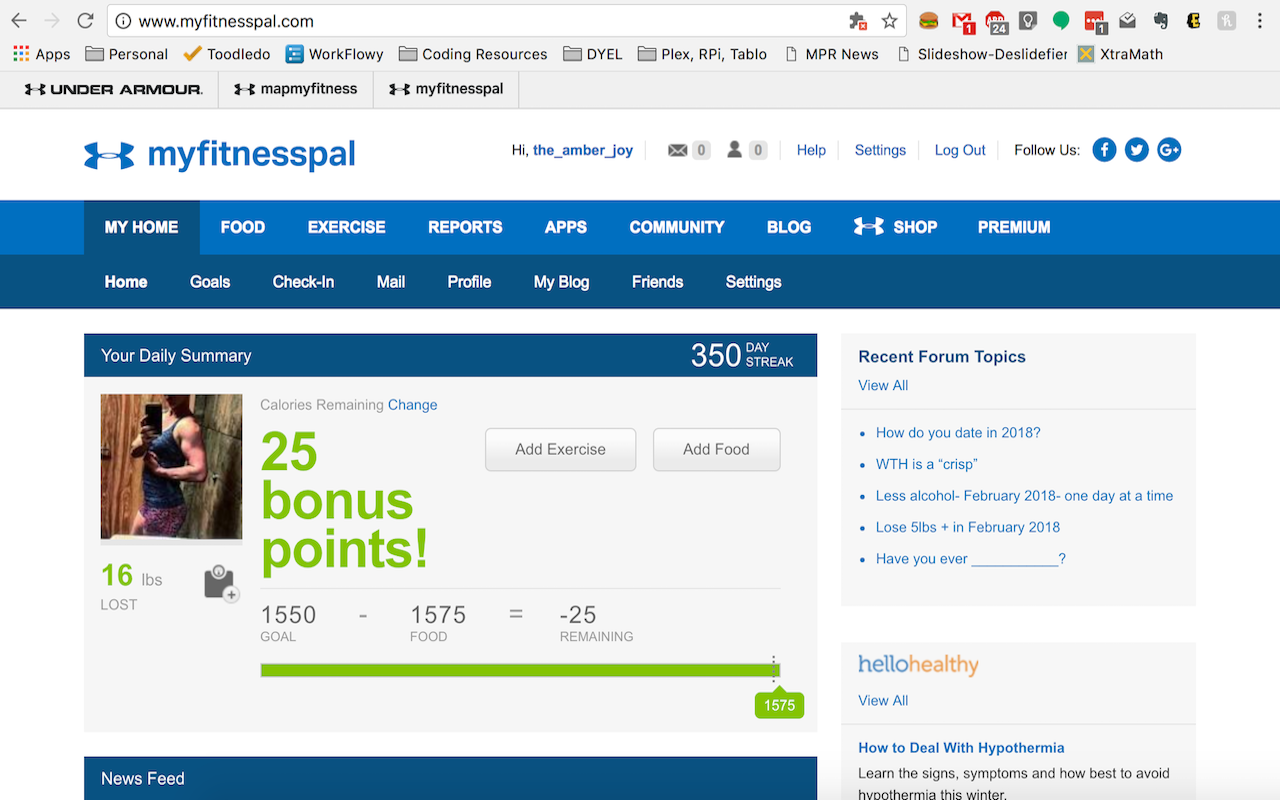 www.myfitnesspal.com
1
24
1
Apps Personal Toodledo WorkFlowy Coding Resources DYEL Plex, RPi, Tablo MPR News Slideshow-Deslidefier XtraMath
UNDER ARMOUR. mapmyfitness myfitnesspal
myfitnesspal
Hi, the_amber_joy 0 0 Help Settings Log Out Follow Us: f G+
MY HOME FOOD EXERCISE REPORTS APPS COMMUNITY BLOG SHOP PREMIUM
Home Goals Check-In Mail Profile My Blog Friends Settings
Your Daily Summary
350 DAY
STREAK
Calories Remaining Change
25
bonus
points!
Add Exercise Add Food
16 lbs
LOST
1550 - 1575 = -25
GOAL FOOD REMAINING
1575
News Feed
Recent Forum Topics
View All
• How do you date in 2018?
• WTH is a “crisp”
• Less alcohol- February 2018- one day at a time
• Lose 5lbs + in February 2018
• Have you ever ___________?
hellohealthy
View All
How to Deal With Hypothermia
Learn the signs, symptoms and how best to avoid
hypothermia this winter.